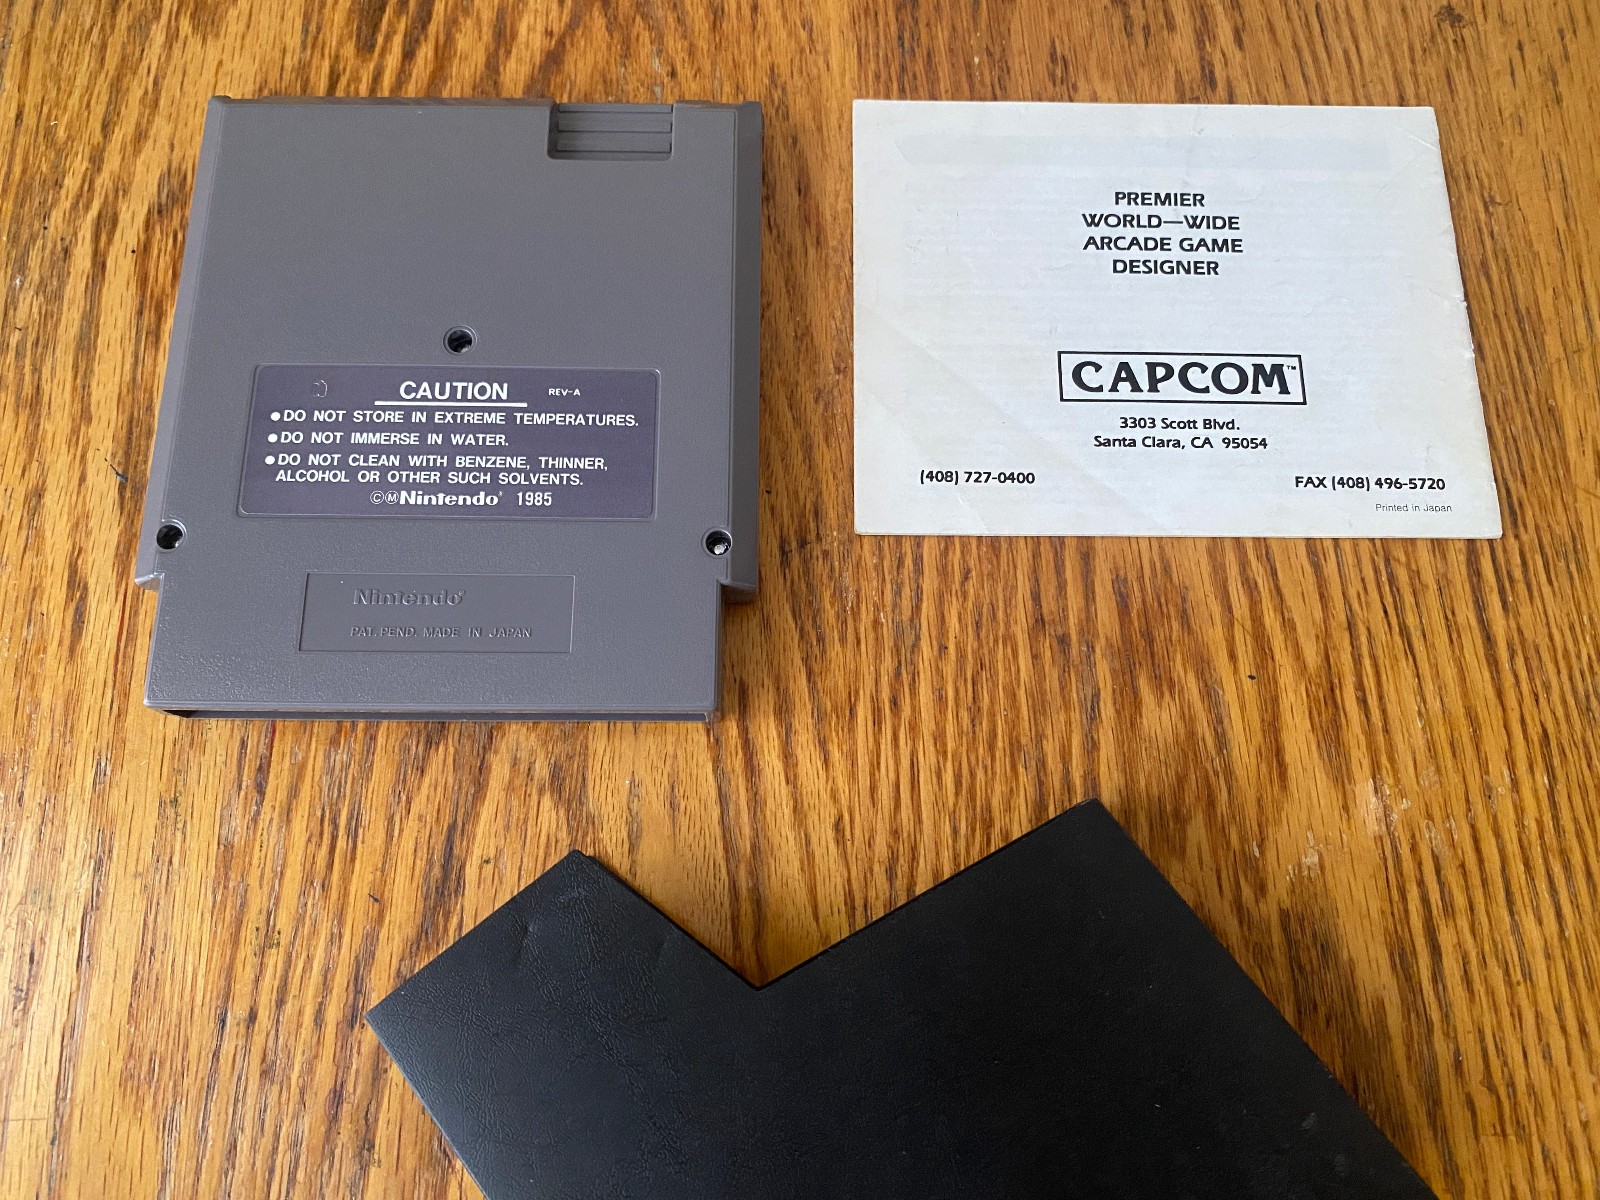 CAUTION REV-A
●DO NOT STORE IN EXTREME TEMPERATURES.
●DO NOT IMMERSE IN WATER.
●DO NOT CLEAN WITH BENZENE, THINNER,
ALCOHOL OR OTHER SUCH SOLVENTS.
©ⓂNintendo® 1985
Nintendo®
PAT. PEND. MADE IN JAPAN
PREMIER
WORLD—WIDE
ARCADE GAME
DESIGNER
CAPCOM™
3303 Scott Blvd.
Santa Clara, CA 95054
(408) 727-0400 FAX (408) 496-5720
Printed in Japan